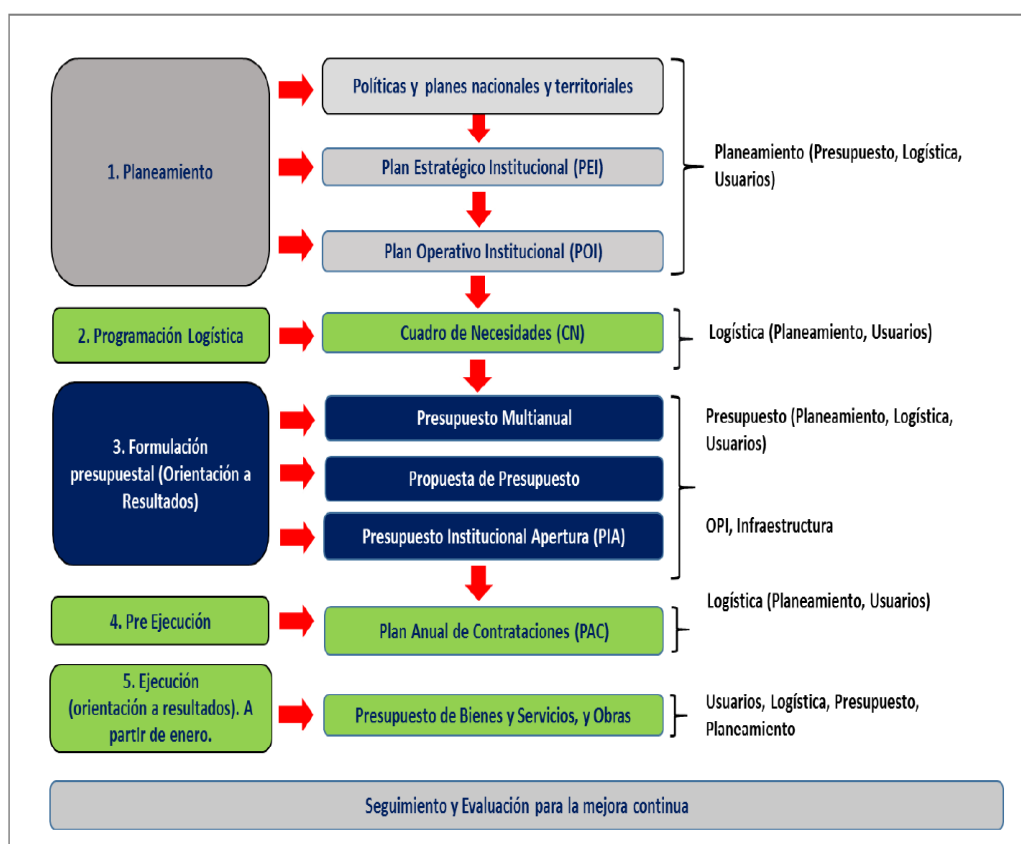 1. Planeamiento
Políticas y planes nacionales y territoriales
Plan Estratégico Institucional (PEI)
Plan Operativo Institucional (POI)
Planeamiento (Presupuesto, Logística,
Usuarios)
2. Programación Logística
Cuadro de Necesidades (CN)
Logística (Planeamiento, Usuarios)
3. Formulación
presupuestal (Orientación a
Resultados)
Presupuesto Multianual
Propuesta de Presupuesto
Presupuesto Institucional Apertura (PIA)
Presupuesto (Planeamiento, Logística,
Usuarios)
OPI, Infraestructura
4. Pre Ejecución
Plan Anual de Contrataciones (PAC)
Logística (Planeamiento, Usuarios)
5. Ejecución
(orientación a resultados). A
partir de enero.
Presupuesto de Bienes y Servicios, y Obras
Usuarios, Logística, Presupuesto,
Planeamiento
Seguimiento y Evaluación para la mejora continua